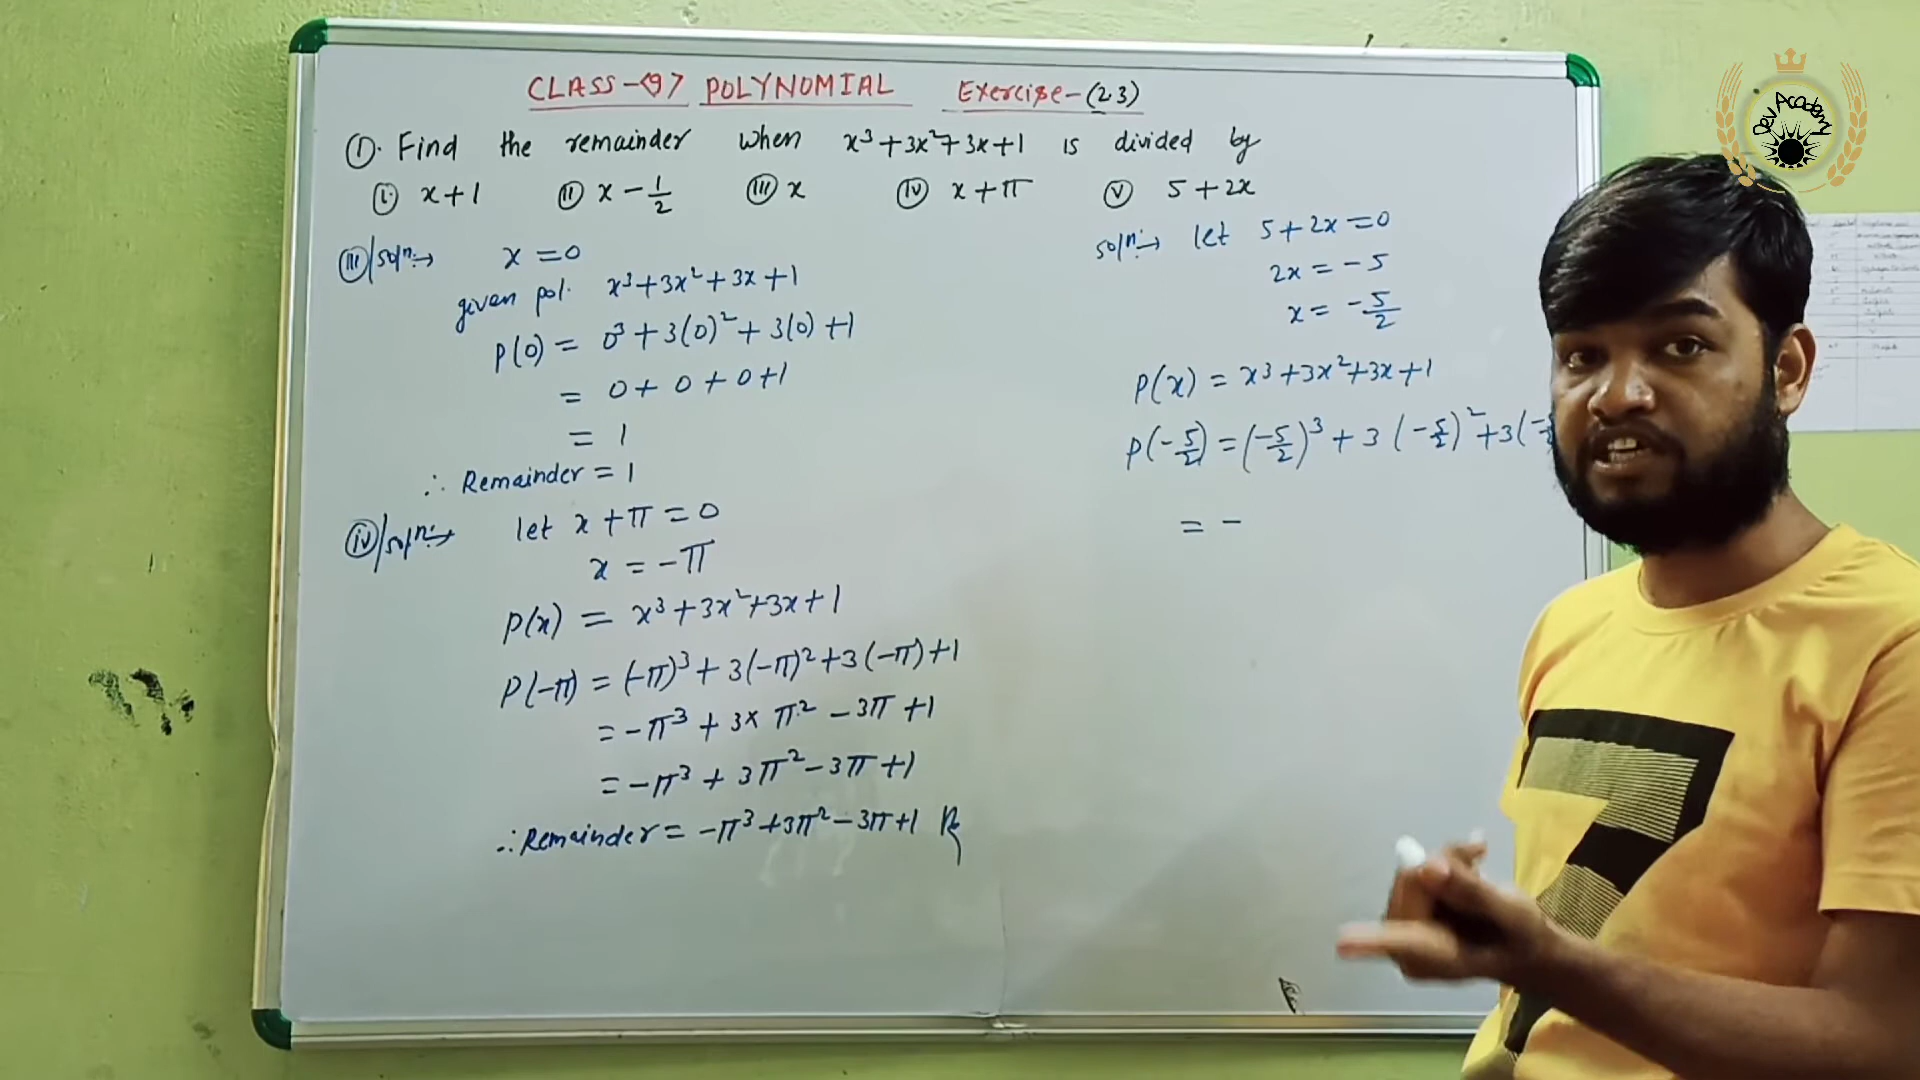 CLASS-<9> POLYNOMIAL Exercise-(2.3)
①. Find the remainder when x³+3x²+3x+1 is divided by
(i) x+1 (ii) x-1/2 (iii) x (iv) x+π (v) 5+2x
(iii)/solⁿ:→ x=0
given pol. x³+3x²+3x+1
P(0) = 0³+3(0)²+3(0)+1
= 0+0+0+1
= 1
∴ Remainder=1
(iv)/solⁿ:→ let x+π=0
x=-π
P(x) = x³+3x²+3x+1
P(-π) = (-π)³+3(-π)²+3(-π)+1
= -π³+3×π²-3π+1
= -π³+3π²-3π+1
∴ Remainder= -π³+3π²-3π+1
solⁿ:→ let 5+2x=0
2x=-5
x=-5/2
P(x) = x³+3x²+3x+1
P(-5/2)=(-5/2)³+3(-5/2)²+3(-5
= -
Dev Academy
7